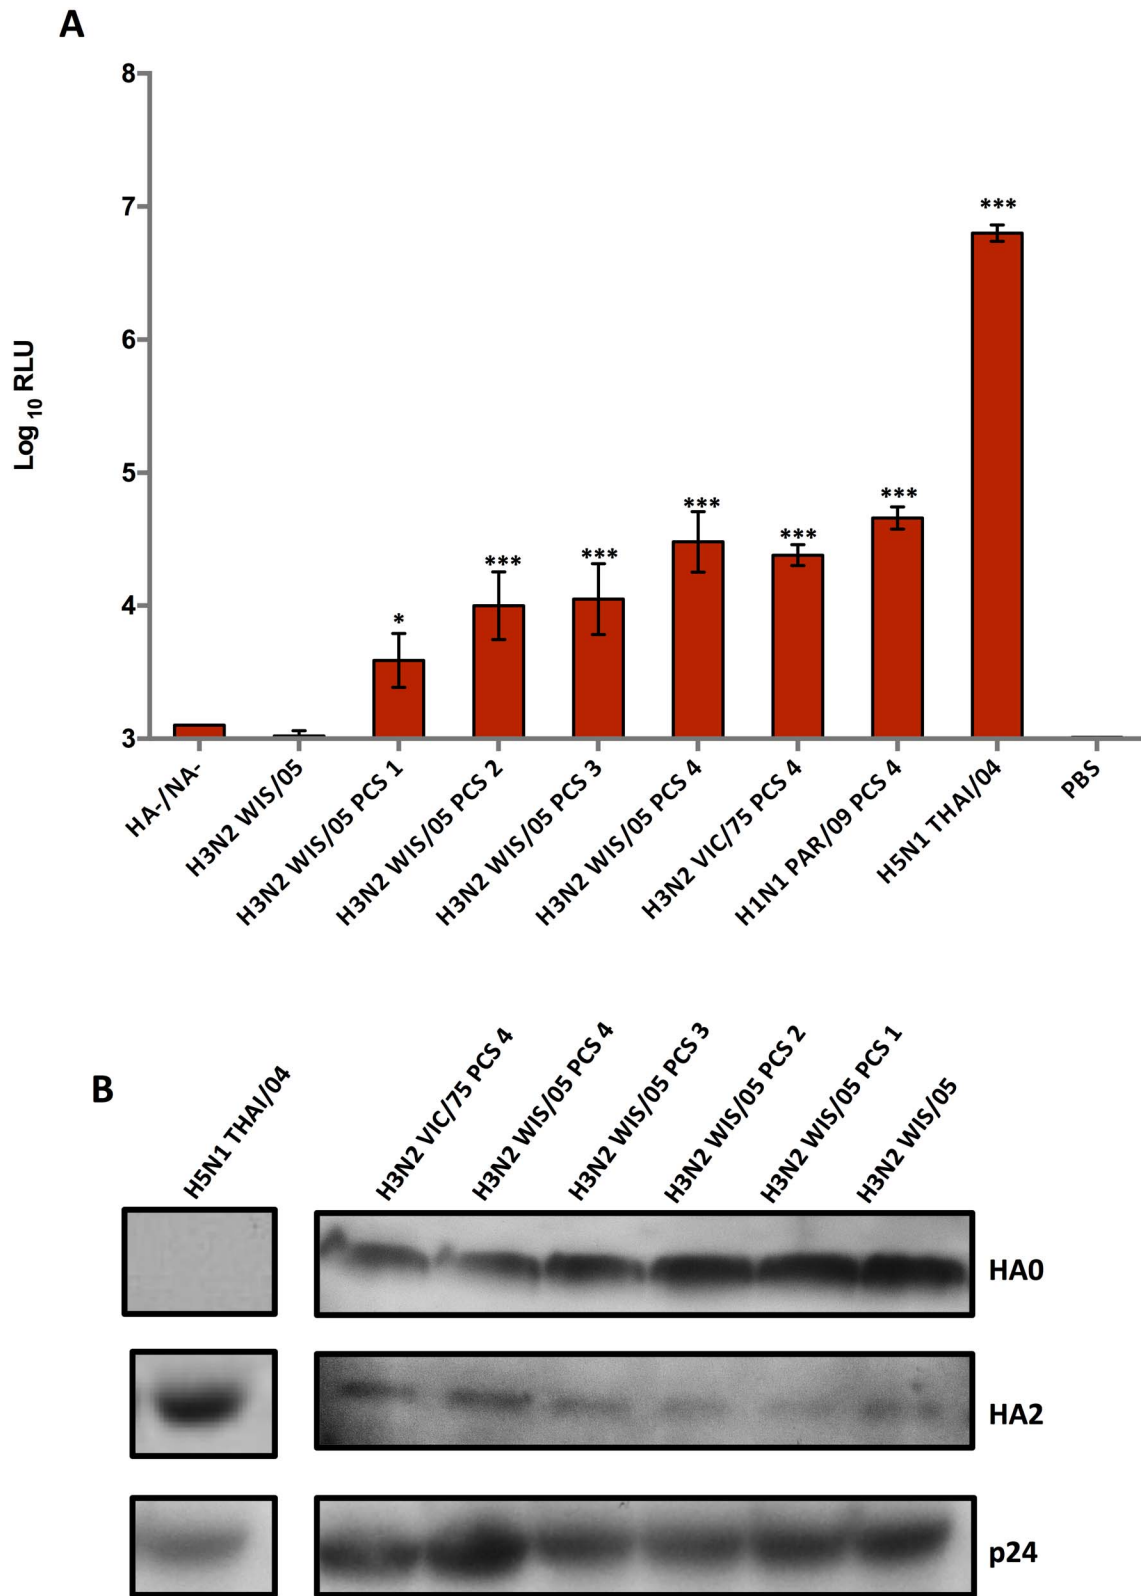 A
8
7
6
5
4
3
Log 10 RLU
***
***
***
***
***
***
*
HA-/NA-
H3N2 WIS/05
H3N2 WIS/05 PCS 1
H3N2 WIS/05 PCS 2
H3N2 WIS/05 PCS 3
H3N2 WIS/05 PCS 4
H3N2 VIC/75 PCS 4
H1N1 PAR/09 PCS 4
H5N1 THAI/04
PBS
B
H5N1 THAI/04
H3N2 VIC/75 PCS 4
H3N2 WIS/05 PCS 4
H3N2 WIS/05 PCS 3
H3N2 WIS/05 PCS 2
H3N2 WIS/05 PCS 1
H3N2 WIS/05
HA0
HA2
p24